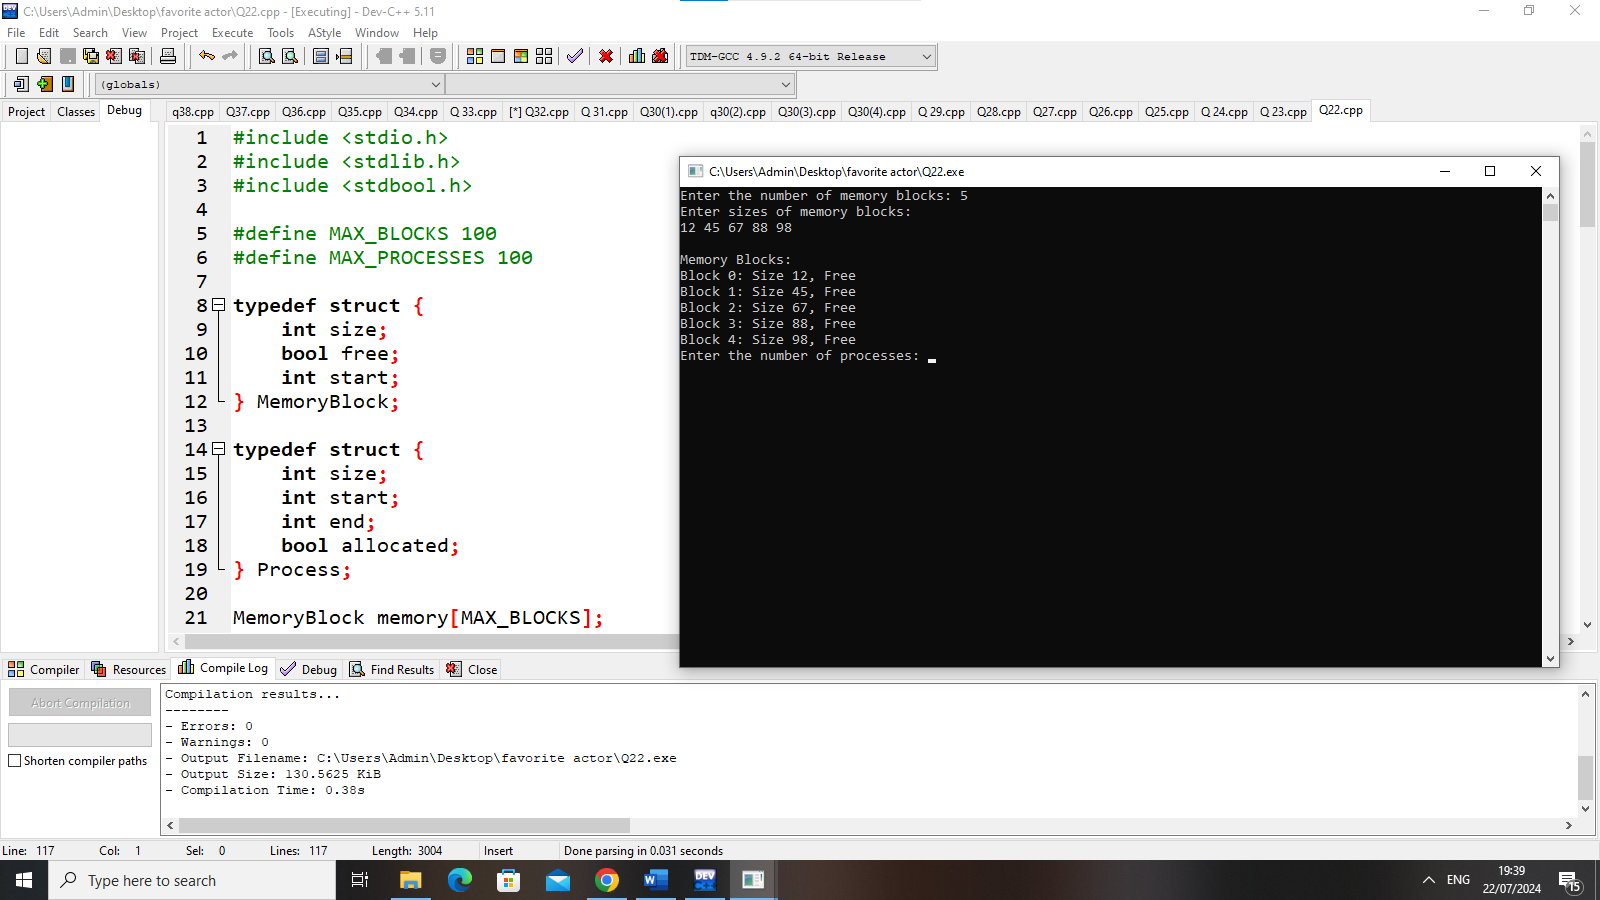 C:\Users\Admin\Desktop\favorite actor\Q22.cpp - [Executing] - Dev-C++ 5.11
File Edit Search View Project Execute Tools AStyle Window Help
TDM-GCC 4.9.2 64-bit Release
(globals)
Project Classes Debug
q38.cpp Q37.cpp Q36.cpp Q35.cpp Q34.cpp Q 33.cpp [*] Q32.cpp Q 31.cpp Q30(1).cpp q30(2).cpp Q30(3).cpp Q30(4).cpp Q 29.cpp Q28.cpp Q27.cpp Q26.cpp Q25.cpp Q 24.cpp Q 23.cpp Q22.cpp
1 #include <stdio.h>
2 #include <stdlib.h>
3 #include <stdbool.h>
4
5 #define MAX_BLOCKS 100
6 #define MAX_PROCESSES 100
7
8 typedef struct {
9 int size;
10 bool free;
11 int start;
12 } MemoryBlock;
13
14 typedef struct {
15 int size;
16 int start;
17 int end;
18 bool allocated;
19 } Process;
20
21 MemoryBlock memory[MAX_BLOCKS];
C:\Users\Admin\Desktop\favorite actor\Q22.exe
Enter the number of memory blocks: 5
Enter sizes of memory blocks:
12 45 67 88 98
Memory Blocks:
Block 0: Size 12, Free
Block 1: Size 45, Free
Block 2: Size 67, Free
Block 3: Size 88, Free
Block 4: Size 98, Free
Enter the number of processes:
Compiler Resources Compile Log Debug Find Results Close
Abort Compilation
Shorten compiler paths
Compilation results...
--------
- Errors: 0
- Warnings: 0
- Output Filename: C:\Users\Admin\Desktop\favorite actor\Q22.exe
- Output Size: 130.5625 KiB
- Compilation Time: 0.38s
Line: 117 Col: 1 Sel: 0 Lines: 117 Length: 3004 Insert Done parsing in 0.031 seconds
Type here to search
DEV
ENG
19:39
22/07/2024
15